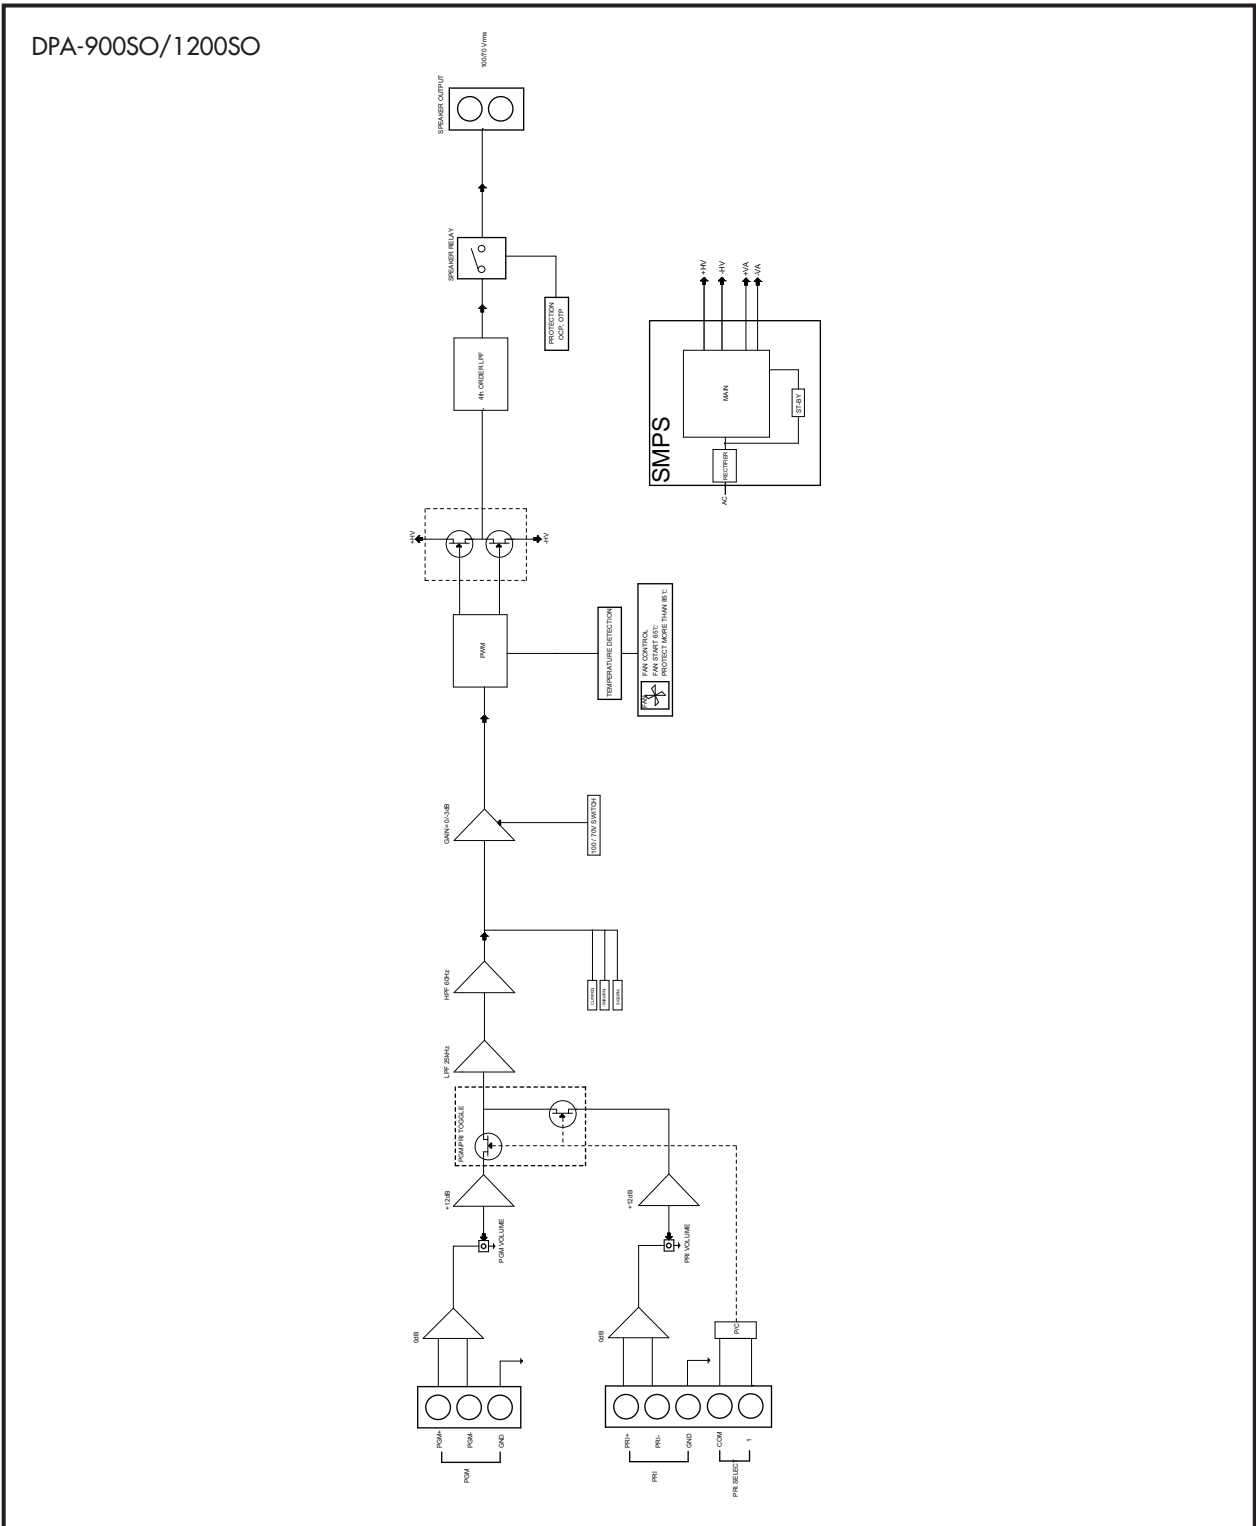 DPA-900SO/1200SO
100/70 Vrms
SPEAKER OUTPUT
SPEAKER RELAY
PROTECTION
OCP, OTP
4th ORDER LPF
+HV
-HV
+VA
-VA
SMPS
MAIN
ST-BY
RECTIFIER
AC
+HV
-HV
PWM
TEMPERATURE DETECTION
FAN
FAN CONTROL
FAN START 65℃
PROTECT MORE THAN 85℃
GAIN= 0/-3dB
100 / 70V SWITCH
HPF 60Hz
LPF 25kHz
PGM/PRI TOGGLE
+12dB
+12dB
PGM VOLUME
PRI VOLUME
0dB
0dB
P/C
PGM+
PGM-
GND
PGM
PRI+
PRI-
GND
COM
1
PRI
PRI SELECT